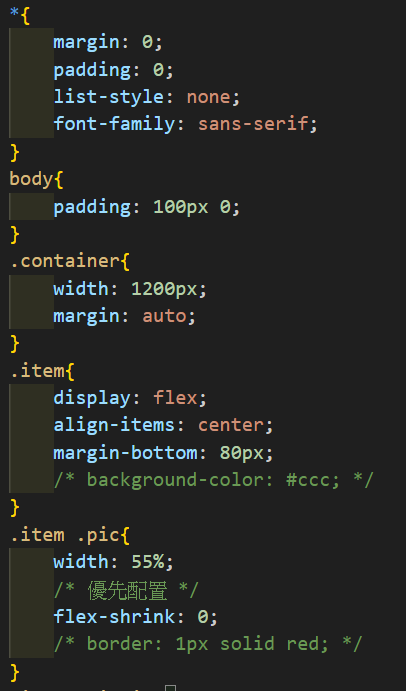 *{
margin: 0;
padding: 0;
list-style: none;
font-family: sans-serif;
}
body{
padding: 100px 0;
}
.container{
width: 1200px;
margin: auto;
}
.item{
display: flex;
align-items: center;
margin-bottom: 80px;
/* background-color: #ccc; */
}
.item .pic{
width: 55%;
/* 優先配置 */
flex-shrink: 0;
/* border: 1px solid red; */
}